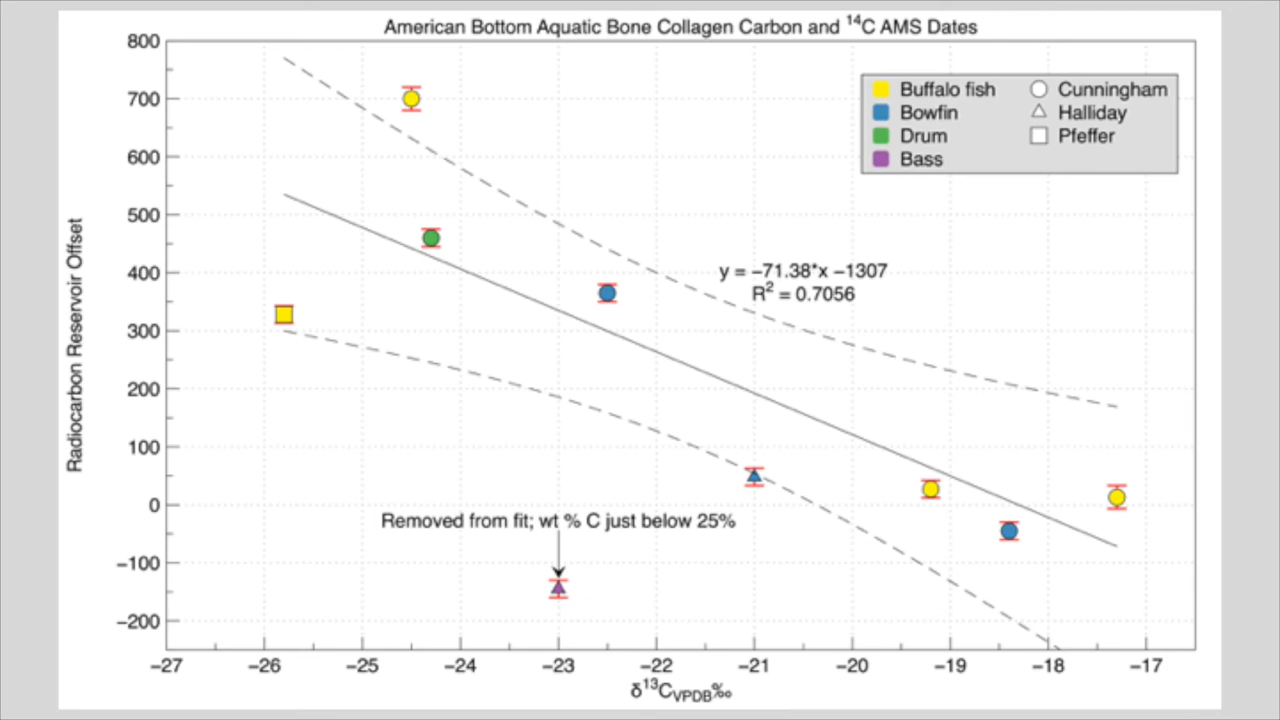 American Bottom Aquatic Bone Collagen Carbon and ¹⁴C AMS Dates
800
700
600
500
400
300
200
100
0
−100
−200
Radiocarbon Reservoir Offset
Buffalo fish
Bowfin
Drum
Bass
Cunningham
Halliday
Pfeffer
y = −71.38*x −1307
R² = 0.7056
Removed from fit; wt % C just below 25%
−27 −26 −25 −24 −23 −22 −21 −20 −19 −18 −17
δ¹³C_VPDB‰